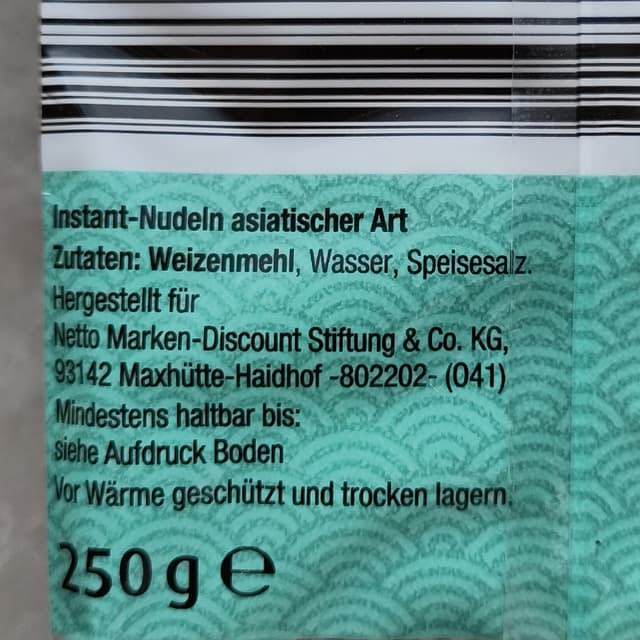 Instant-Nudeln asiatischer Art
Zutaten: Weizenmehl, Wasser, Speisesalz.
Hergestellt für
Netto Marken-Discount Stiftung & Co. KG,
93142 Maxhütte-Haidhof -802202- (041)
Mindestens haltbar bis:
siehe Aufdruck Boden
Vor Wärme geschützt und trocken lagern.
250 g ℮